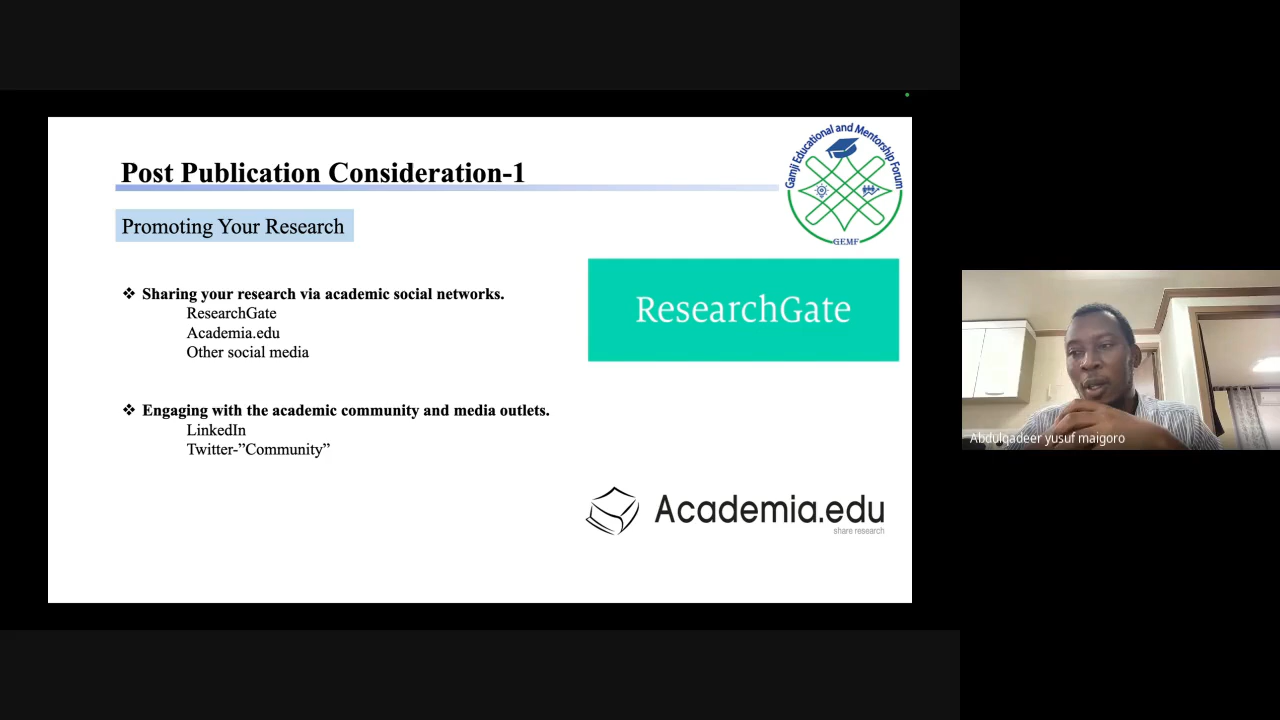 Post Publication Consideration-1
Gamji Educational and Mentorship Forum
GEMF
Promoting Your Research
❖ Sharing your research via academic social networks.
ResearchGate
Academia.edu
Other social media
ResearchGate
❖ Engaging with the academic community and media outlets.
LinkedIn
Twitter-”Community”
Academia.edu
share research
Abdulgadeer yusuf maigoro